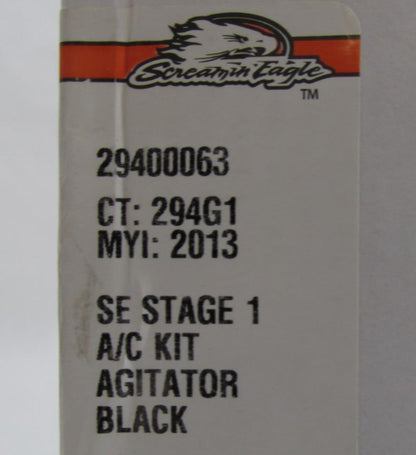 Screamin' Eagle
TM
29400063
CT: 294G1
MYI: 2013
SE STAGE 1
A/C KIT
AGITATOR
BLACK